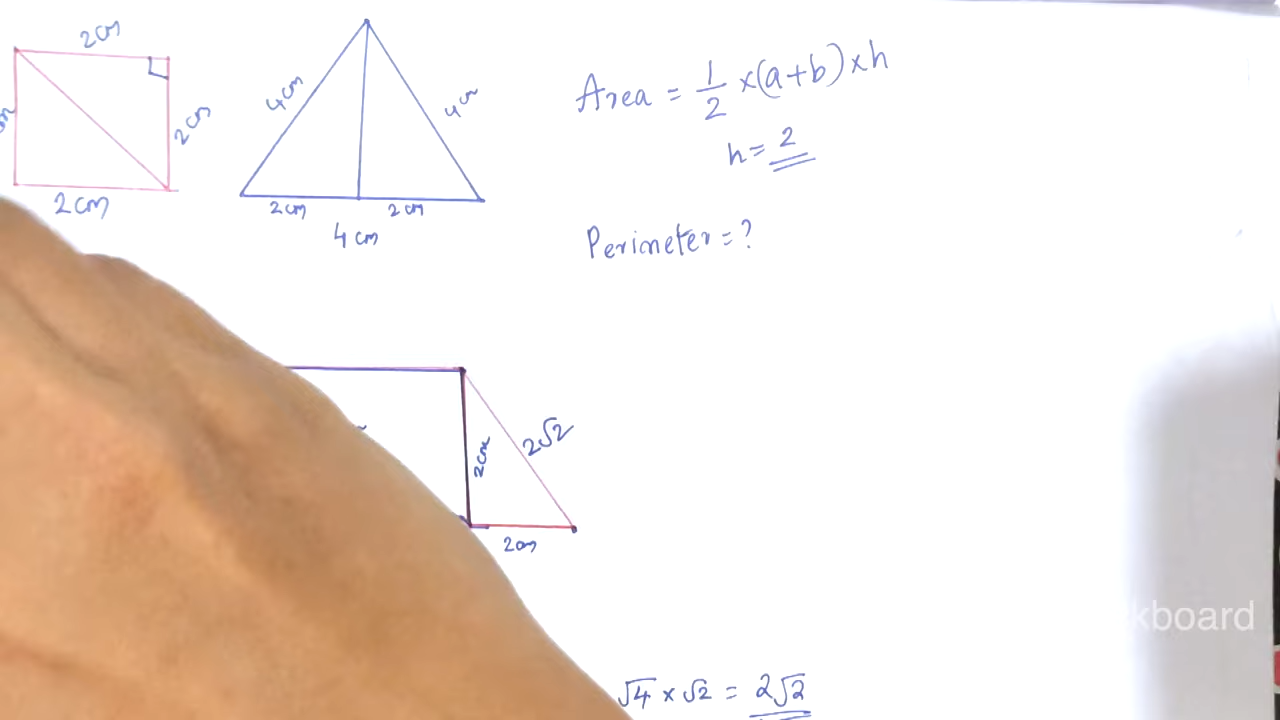 2cm
2cm
2cm
4cm
4c
2cm 2cm
4cm
Area = 1/2 ×(a+b)×h
h= 2
Perimeter = ?
2cm
2√2
2cm
√4 × √2 = 2√2
kboard